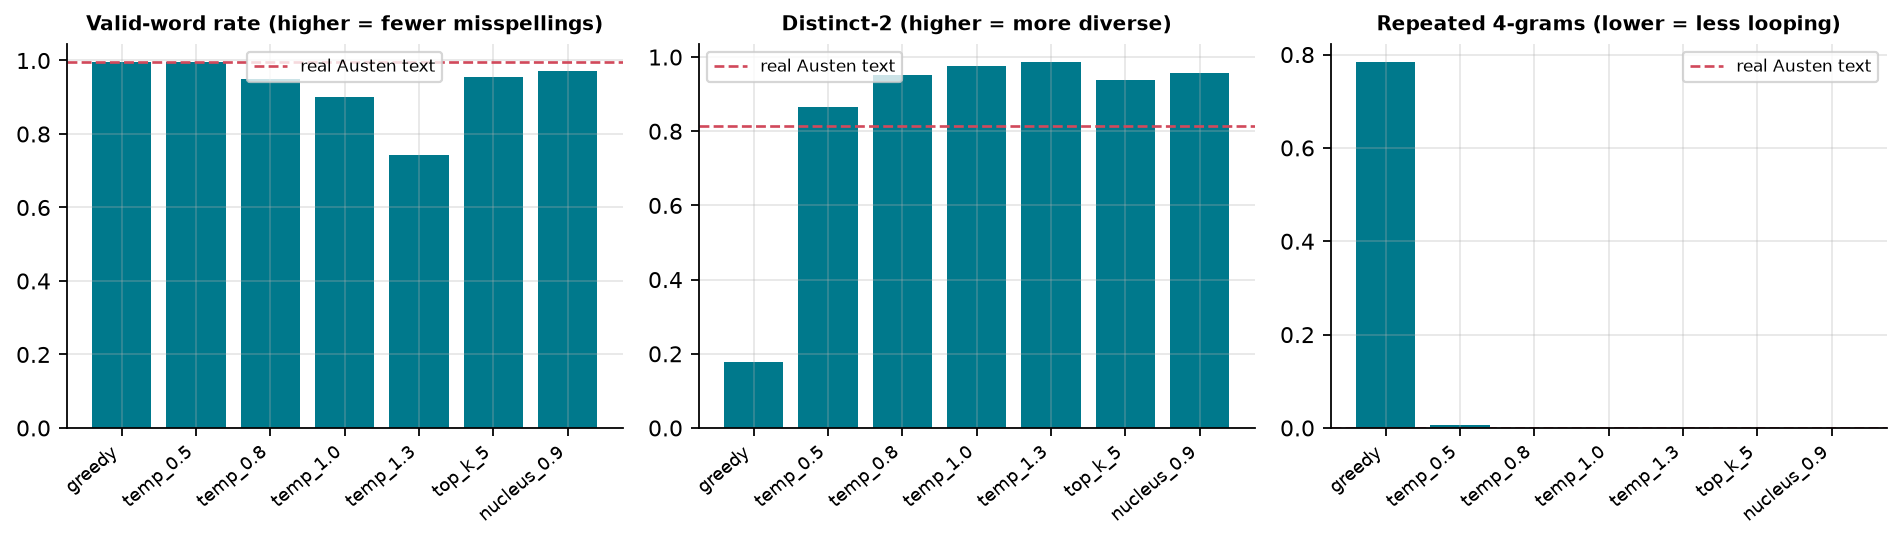 Valid-word rate (higher = fewer misspellings)
1.0
0.8
0.6
0.4
0.2
0.0
real Austen text
greedy
temp_0.5
temp_0.8
temp_1.0
temp_1.3
top_k_5
nucleus_0.9
Distinct-2 (higher = more diverse)
1.0
0.8
0.6
0.4
0.2
0.0
real Austen text
greedy
temp_0.5
temp_0.8
temp_1.0
temp_1.3
top_k_5
nucleus_0.9
Repeated 4-grams (lower = less looping)
0.8
0.6
0.4
0.2
0.0
real Austen text
greedy
temp_0.5
temp_0.8
temp_1.0
temp_1.3
top_k_5
nucleus_0.9